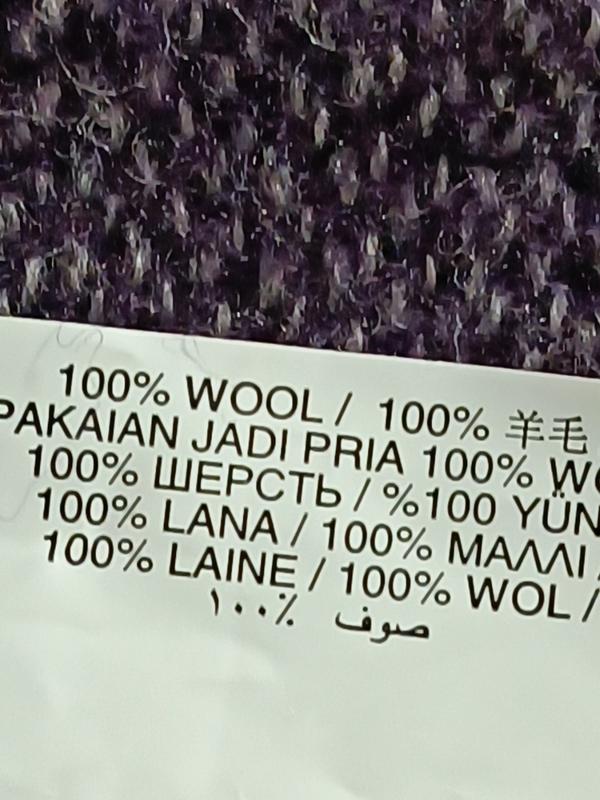 100% WOOL / 100% 羊毛
PAKAIAN JADI PRIA 100%
100% ШЕРСТЬ / %100 YÜN
100% LANA / 100% ΜΑΛΛΙ /
100% LAINE / 100% WOL /
صوف ٪١٠٠